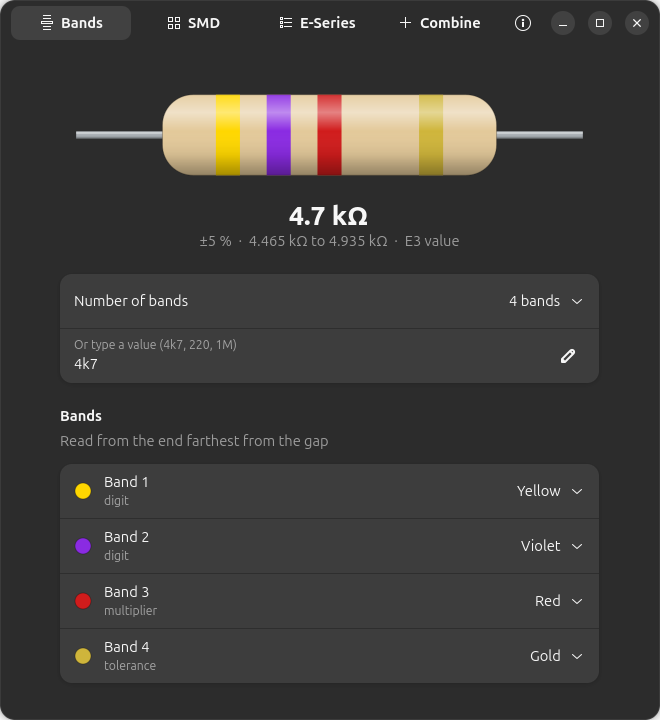 Bands SMD E-Series Combine
4.7 kΩ
±5 % · 4.465 kΩ to 4.935 kΩ · E3 value
Number of bands 4 bands
Or type a value (4k7, 220, 1M)
4k7
Bands
Read from the end farthest from the gap
Band 1
digit
Yellow
Band 2
digit
Violet
Band 3
multiplier
Red
Band 4
tolerance
Gold